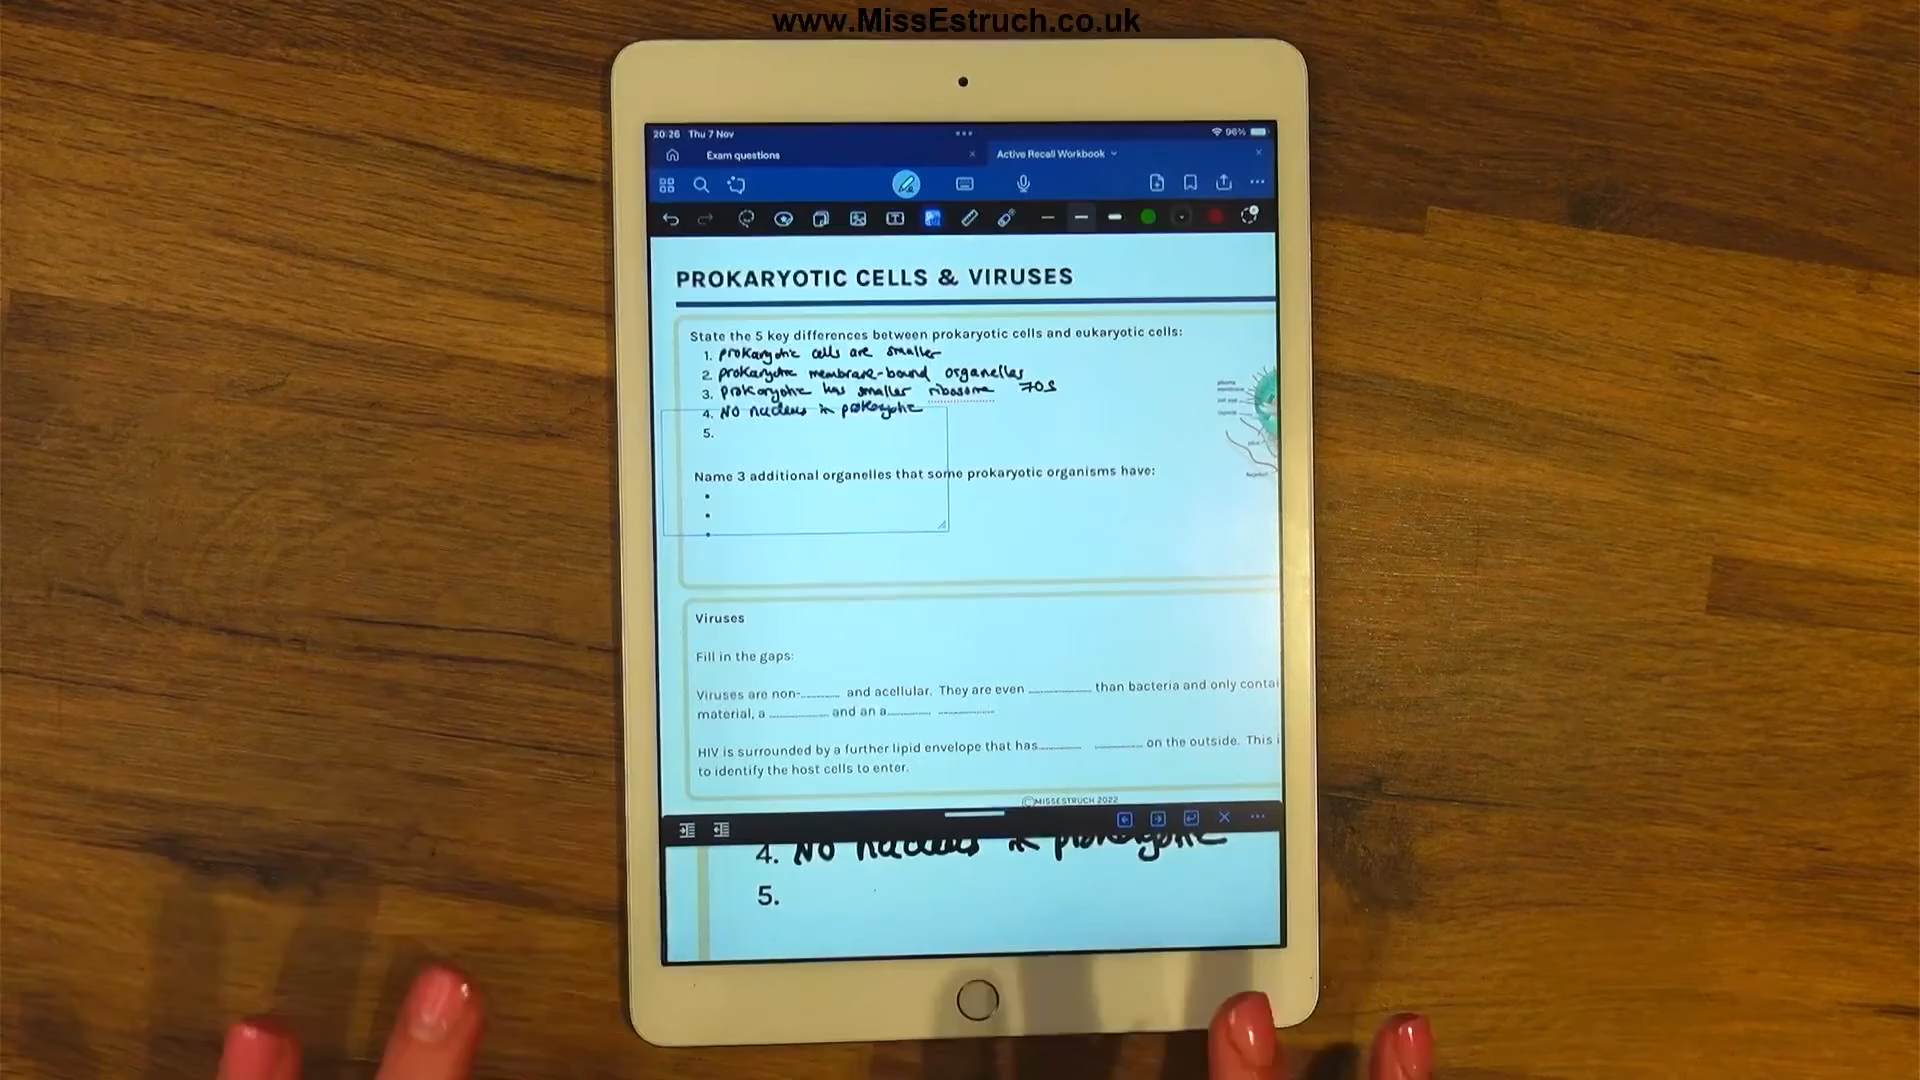 www.MissEstruch.co.uk
20:26 Thu 7 Nov
96%
Exam questions
Active Recall Workbook
PROKARYOTIC CELLS & VIRUSES
State the 5 key differences between prokaryotic cells and eukaryotic cells:
1. prokaryotic cells are smaller
2. prokaryotic membrane-bound organelles
3. prokaryotic has smaller ribosome 70S
4. NO nucleus in prokaryotic
5.
Name 3 additional organelles that some prokaryotic organisms have:
Viruses
Fill in the gaps:
Viruses are non- and acellular. They are even than bacteria and only contai
material, a and an a
HIV is surrounded by a further lipid envelope that has on the outside. This i
to identify the host cells to enter.
©MISSESTRUCH 2022
4. NO nucleus in prokaryotic
5.